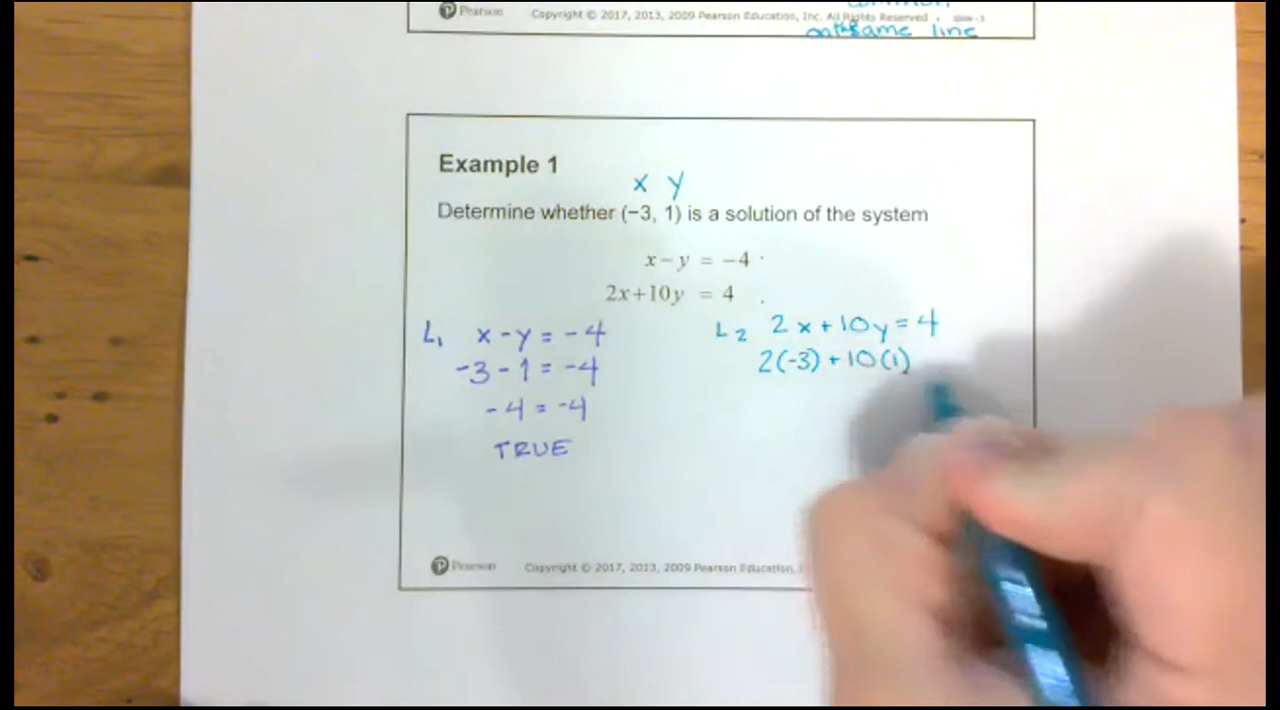 common
Pearson Copyright © 2017, 2013, 2009 Pearson Education, Inc. All Rights Reserved
same line
Example 1
x y
Determine whether (−3, 1) is a solution of the system
x − y = −4
2x+10y = 4
L₁ x - y = -4
-3 - 1 = -4
-4 = -4
TRUE
L2 2x + 10y = 4
2(-3) + 10(1)
Pearson Copyright © 2017, 2013, 2009 Pearson Education,